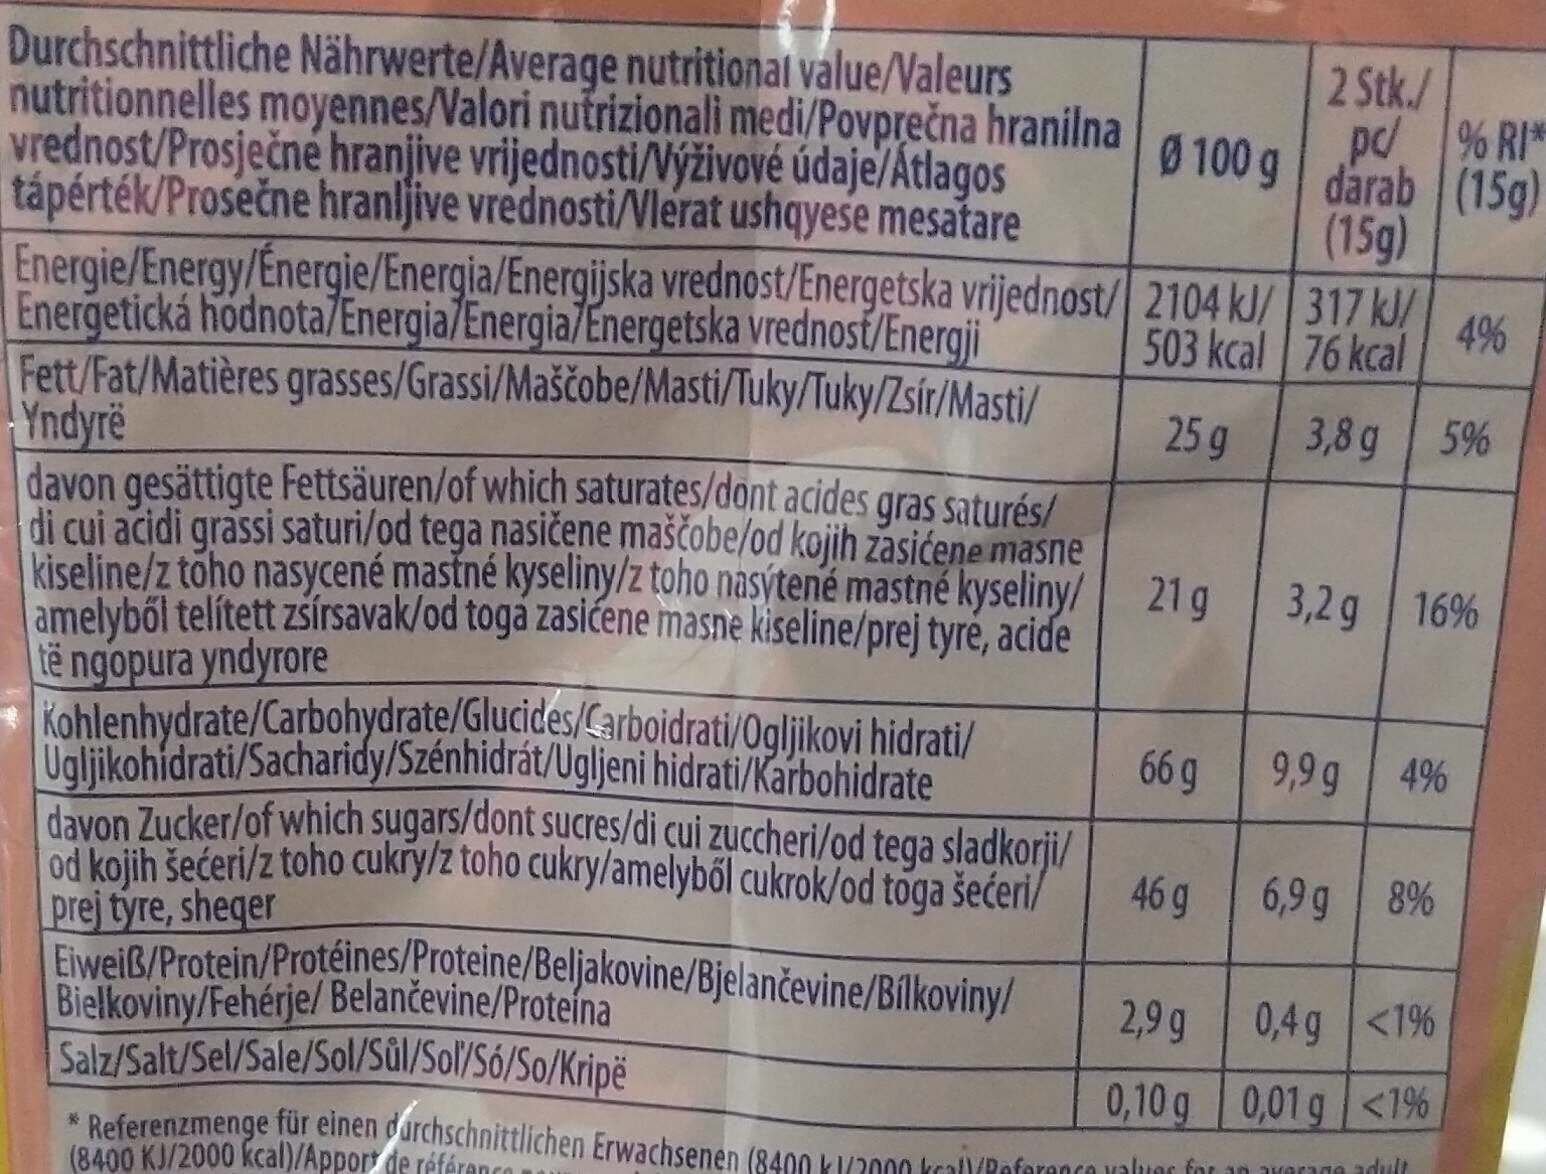 Durchschnittliche Nährwerte/Average nutritional value/Valeurs
nutritionnelles moyennes/Valori nutrizionali medi/Povprečna hranilna
vrednost/Prosječne hranjive vrijednosti/Výživové údaje/Átlagos
tápérték/Prosečne hranljive vrednosti/Vlerat ushqyese mesatare
Ø 100 g
2 Stk./
pc/
darab
(15g)
% RI*
(15g)
Energie/Energy/Énergie/Energia/Energijska vrednost/Energetska vrijednost/
Energetická hodnota/Energia/Energia/Energetska vrednost/Energji
2104 kJ/
503 kcal
317 kJ/
76 kcal
4%
Fett/Fat/Matières grasses/Grassi/Maščobe/Masti/Tuky/Tuky/Zsír/Masti/
Yndyrë
25 g
3,8 g
5%
davon gesättigte Fettsäuren/of which saturates/dont acides gras saturés/
di cui acidi grassi saturi/od tega nasičene maščobe/od kojih zasićene masne
kiseline/z toho nasycené mastné kyseliny/z toho nasýtené mastné kyseliny/
amelyből telített zsírsavak/od toga zasićene masne kiseline/prej tyre, acide
të ngopura yndyrore
21 g
3,2 g
16%
Kohlenhydrate/Carbohydrate/Glucides/Carboidrati/Ogljikovi hidrati/
Ugljikohidrati/Sacharidy/Szénhidrát/Ugljeni hidrati/Karbohidrate
66 g
9,9 g
4%
davon Zucker/of which sugars/dont sucres/di cui zuccheri/od tega sladkorji/
od kojih šećeri/z toho cukry/z toho cukry/amelyből cukrok/od toga šećeri/
prej tyre, sheqer
46 g
6,9 g
8%
Eiweiß/Protein/Protéines/Proteine/Beljakovine/Bjelančevine/Bílkoviny/
Bielkoviny/Fehérje/ Belančevine/Proteina
2,9 g
0,4 g
<1%
Salz/Salt/Sel/Sale/Sol/Sůl/Soľ/Só/So/Kripë
0,10 g
0,01 g
<1%
* Referenzmenge für einen durchschnittlichen Erwachsenen (8400 kJ/2000 kcal)/Reference values for an average adult
(8400 KJ/2000 kcal)/Apport de référence